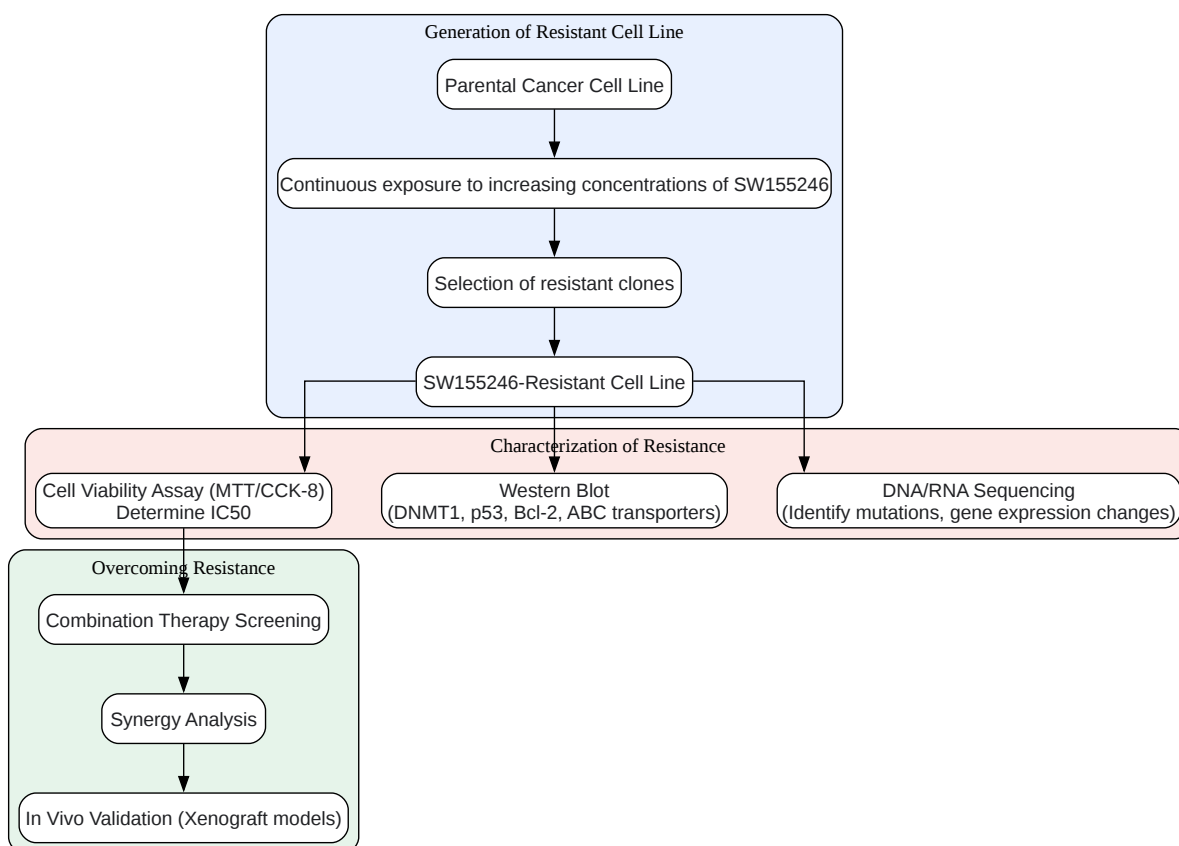 Generation of Resistant Cell Line
Parental Cancer Cell Line
Continuous exposure to increasing concentrations of SW155246
Selection of resistant clones
SW155246-Resistant Cell Line
Characterization of Resistance
Cell Viability Assay (MTT/CCK-8)
Determine IC50
Western Blot
(DNMT1, p53, Bcl-2, ABC transporters)
DNA/RNA Sequencing
(Identify mutations, gene expression changes)
Overcoming Resistance
Combination Therapy Screening
Synergy Analysis
In Vivo Validation (Xenograft models)